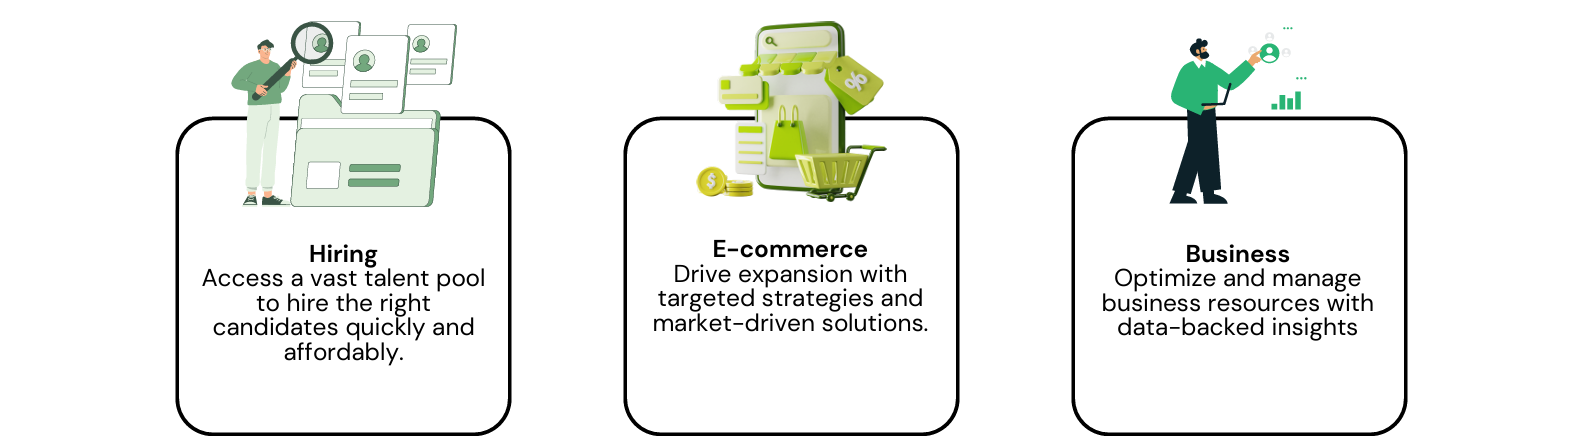 Hiring
Access a vast talent pool
to hire the right
candidates quickly and
affordably.
%
$
E-commerce
Drive expansion with
targeted strategies and
market-driven solutions.
Business
Optimize and manage
business resources with
data-backed insights